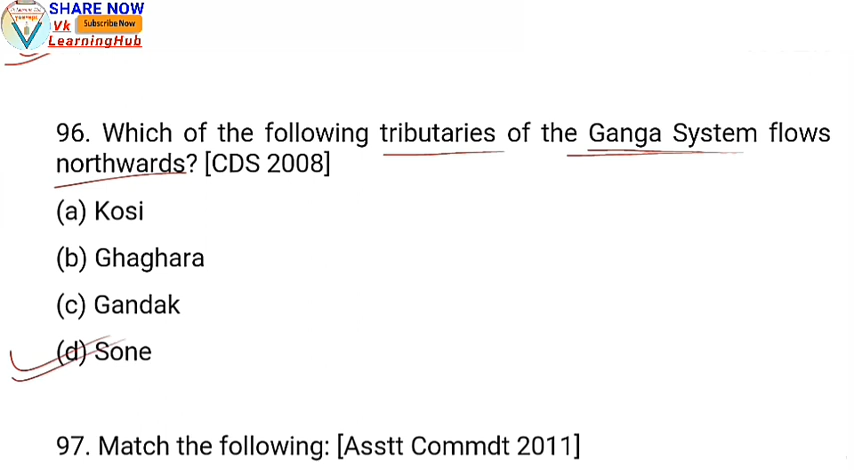 SHARE NOW
Vk Subscribe Now
LearningHub
96. Which of the following tributaries of the Ganga System flows
northwards? [CDS 2008]
(a) Kosi
(b) Ghaghara
(c) Gandak
(d) Sone
97. Match the following: [Asstt Commdt 2011]